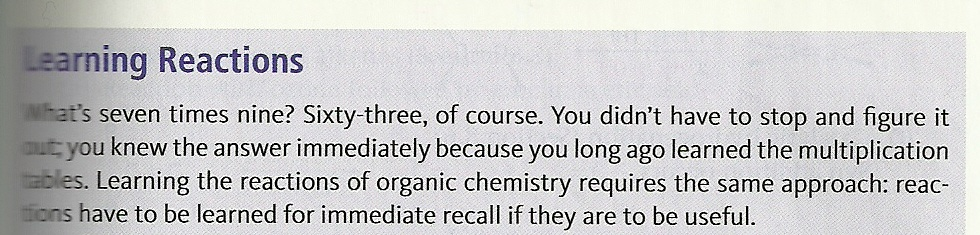 Learning Reactions
What's seven times nine? Sixty-three, of course. You didn't have to stop and figure it
out; you knew the answer immediately because you long ago learned the multiplication
tables. Learning the reactions of organic chemistry requires the same approach: reac-
tions have to be learned for immediate recall if they are to be useful.